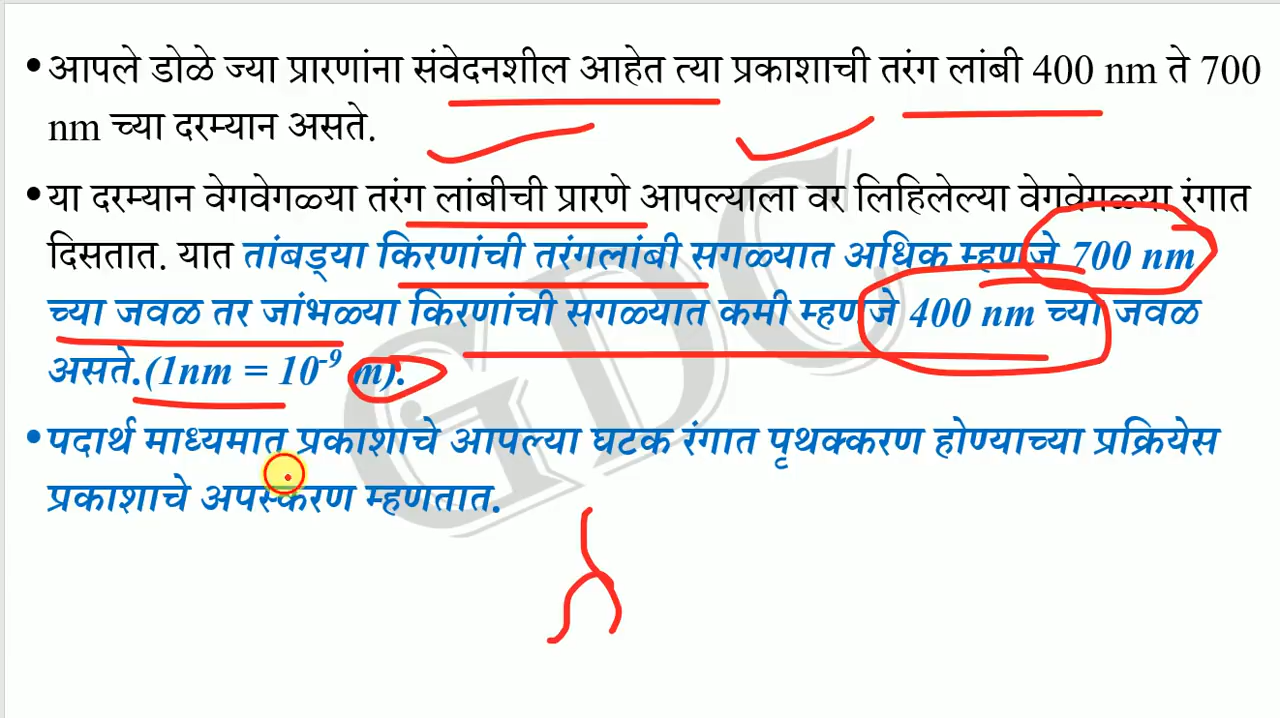 • आपले डोळे ज्या प्रारणांना संवेदनशील आहेत त्या प्रकाशाची तरंग लांबी 400 nm ते 700
nm च्या दरम्यान असते.
• या दरम्यान वेगवेगळ्या तरंग लांबीची प्रारणे आपल्याला वर लिहिलेल्या वेगवेगळ्या रंगात
दिसतात. यात तांबड्या किरणांची तरंगलांबी सगळ्यात अधिक म्हणजे 700 nm
च्या जवळ तर जांभळ्या किरणांची सगळ्यात कमी म्हणजे 400 nm च्या जवळ
असते.(1nm = 10⁻⁹ m).
• पदार्थ माध्यमात प्रकाशाचे आपल्या घटक रंगात पृथक्करण होण्याच्या प्रक्रियेस
प्रकाशाचे अपस्करण म्हणतात.
λ
GDC